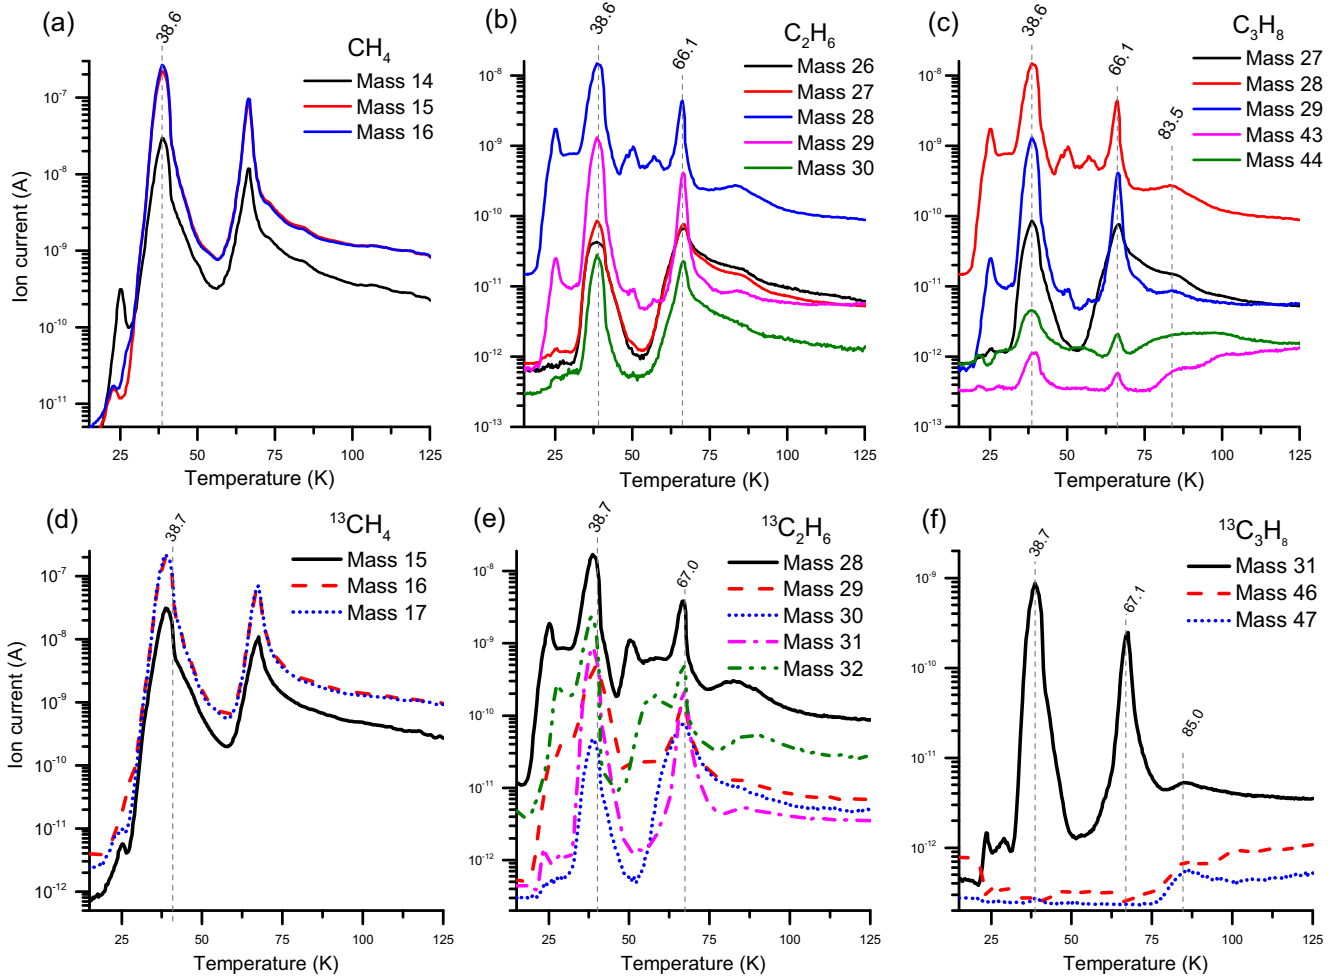 (a)
38.6
CH4
Mass 14
Mass 15
Mass 16
Ion current (A)
10⁻⁷
10⁻⁸
10⁻⁹
10⁻¹⁰
10⁻¹¹
25 50 75 100 125
Temperature (K)
(b)
38.6
66.1
C2H6
Mass 26
Mass 27
Mass 28
Mass 29
Mass 30
10⁻⁸
10⁻⁹
10⁻¹⁰
10⁻¹¹
10⁻¹²
10⁻¹³
25 50 75 100 125
Temperature (K)
(c)
38.6
66.1
83.5
C3H8
Mass 27
Mass 28
Mass 29
Mass 43
Mass 44
10⁻⁸
10⁻⁹
10⁻¹⁰
10⁻¹¹
10⁻¹²
10⁻¹³
25 50 75 100 125
Temperature (K)
(d)
38.7
¹³CH4
Mass 15
Mass 16
Mass 17
Ion current (A)
10⁻⁷
10⁻⁸
10⁻⁹
10⁻¹⁰
10⁻¹¹
10⁻¹²
25 50 75 100 125
Temperature (K)
(e)
38.7
67.0
¹³C2H6
Mass 28
Mass 29
Mass 30
Mass 31
Mass 32
10⁻⁸
10⁻⁹
10⁻¹⁰
10⁻¹¹
10⁻¹²
25 50 75 100 125
Temperature (K)
(f)
38.7
67.1
85.0
¹³C3H8
Mass 31
Mass 46
Mass 47
10⁻⁹
10⁻¹⁰
10⁻¹¹
10⁻¹²
25 50 75 100 125
Temperature (K)